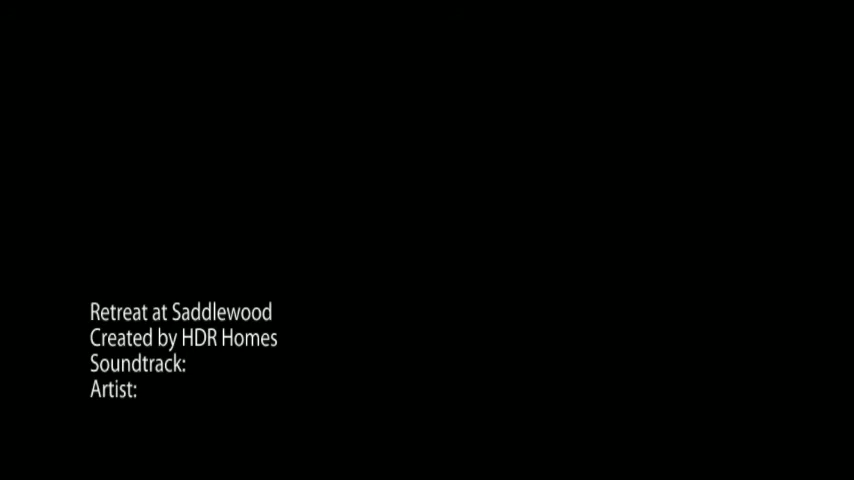 Retreat at Saddlewood
Created by HDR Homes
Soundtrack:
Artist: